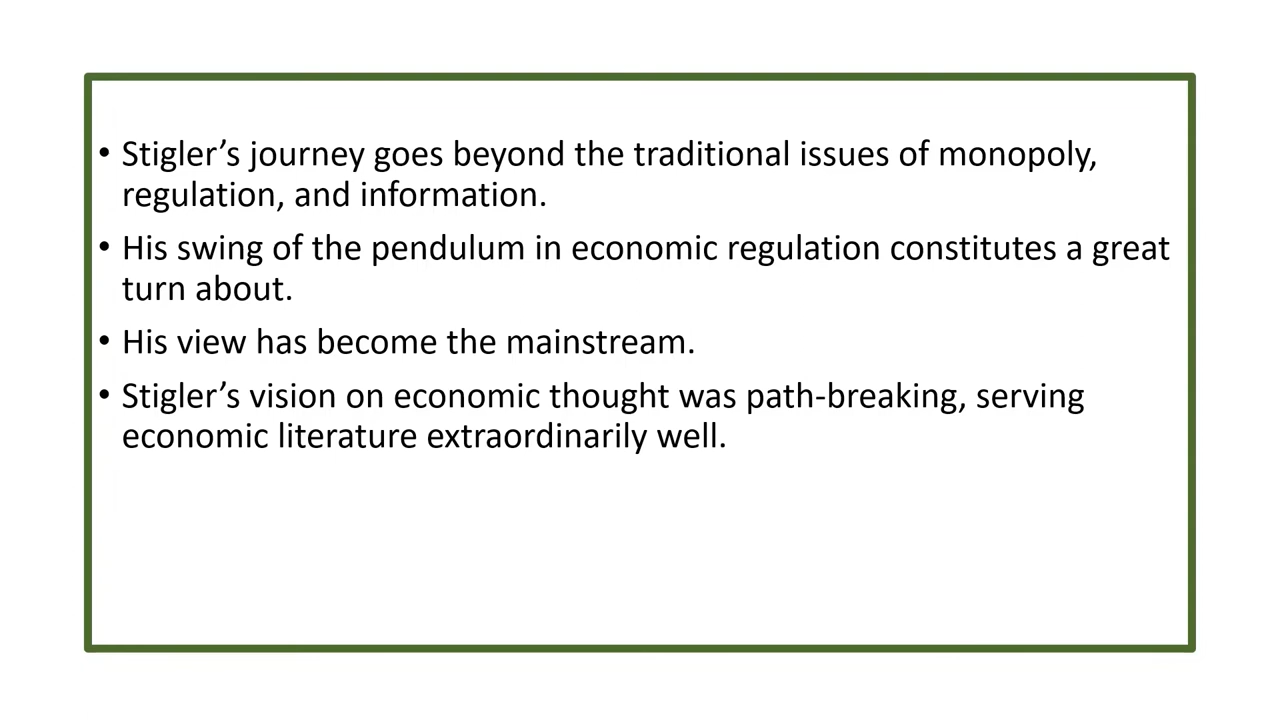 • Stigler’s journey goes beyond the traditional issues of monopoly,
regulation, and information.
• His swing of the pendulum in economic regulation constitutes a great
turn about.
• His view has become the mainstream.
• Stigler’s vision on economic thought was path-breaking, serving
economic literature extraordinarily well.